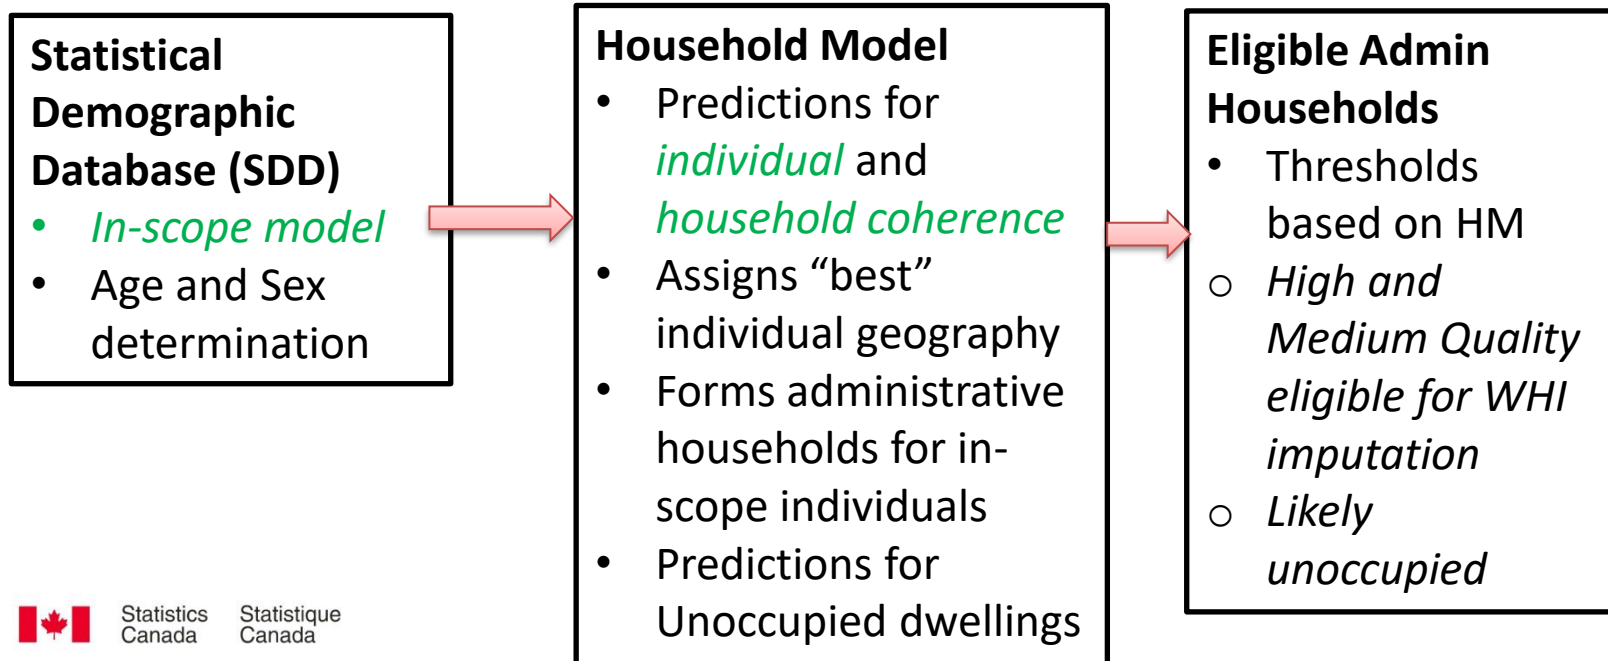 Statistical
Demographic
Database (SDD)
• In-scope model
• Age and Sex
determination
Household Model
• Predictions for
individual and
household coherence
• Assigns “best”
individual geography
• Forms administrative
households for in-
scope individuals
• Predictions for
Unoccupied dwellings
Eligible Admin
Households
• Thresholds
based on HM
o High and
Medium Quality
eligible for WHI
imputation
o Likely
unoccupied
Statistics Statistique
Canada Canada